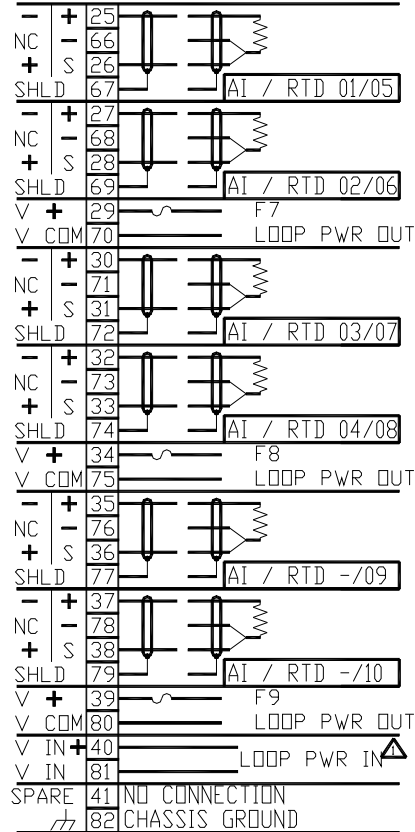 − + 25
NC − 66
+ S 26
SHLD 67 AI / RTD 01/05
− + 27
NC − 68
+ S 28
SHLD 69 AI / RTD 02/06
V + 29 F7
V COM 70 LOOP PWR OUT
− + 30
NC − 71
+ S 31
SHLD 72 AI / RTD 03/07
− + 32
NC − 73
+ S 33
SHLD 74 AI / RTD 04/08
V + 34 F8
V COM 75 LOOP PWR OUT
− + 35
NC − 76
+ S 36
SHLD 77 AI / RTD -/09
− + 37
NC − 78
+ S 38
SHLD 79 AI / RTD -/10
V + 39 F9
V COM 80 LOOP PWR OUT
V IN + 40 LOOP PWR IN 1
V IN 81
SPARE 41 NO CONNECTION
82 CHASSIS GROUND